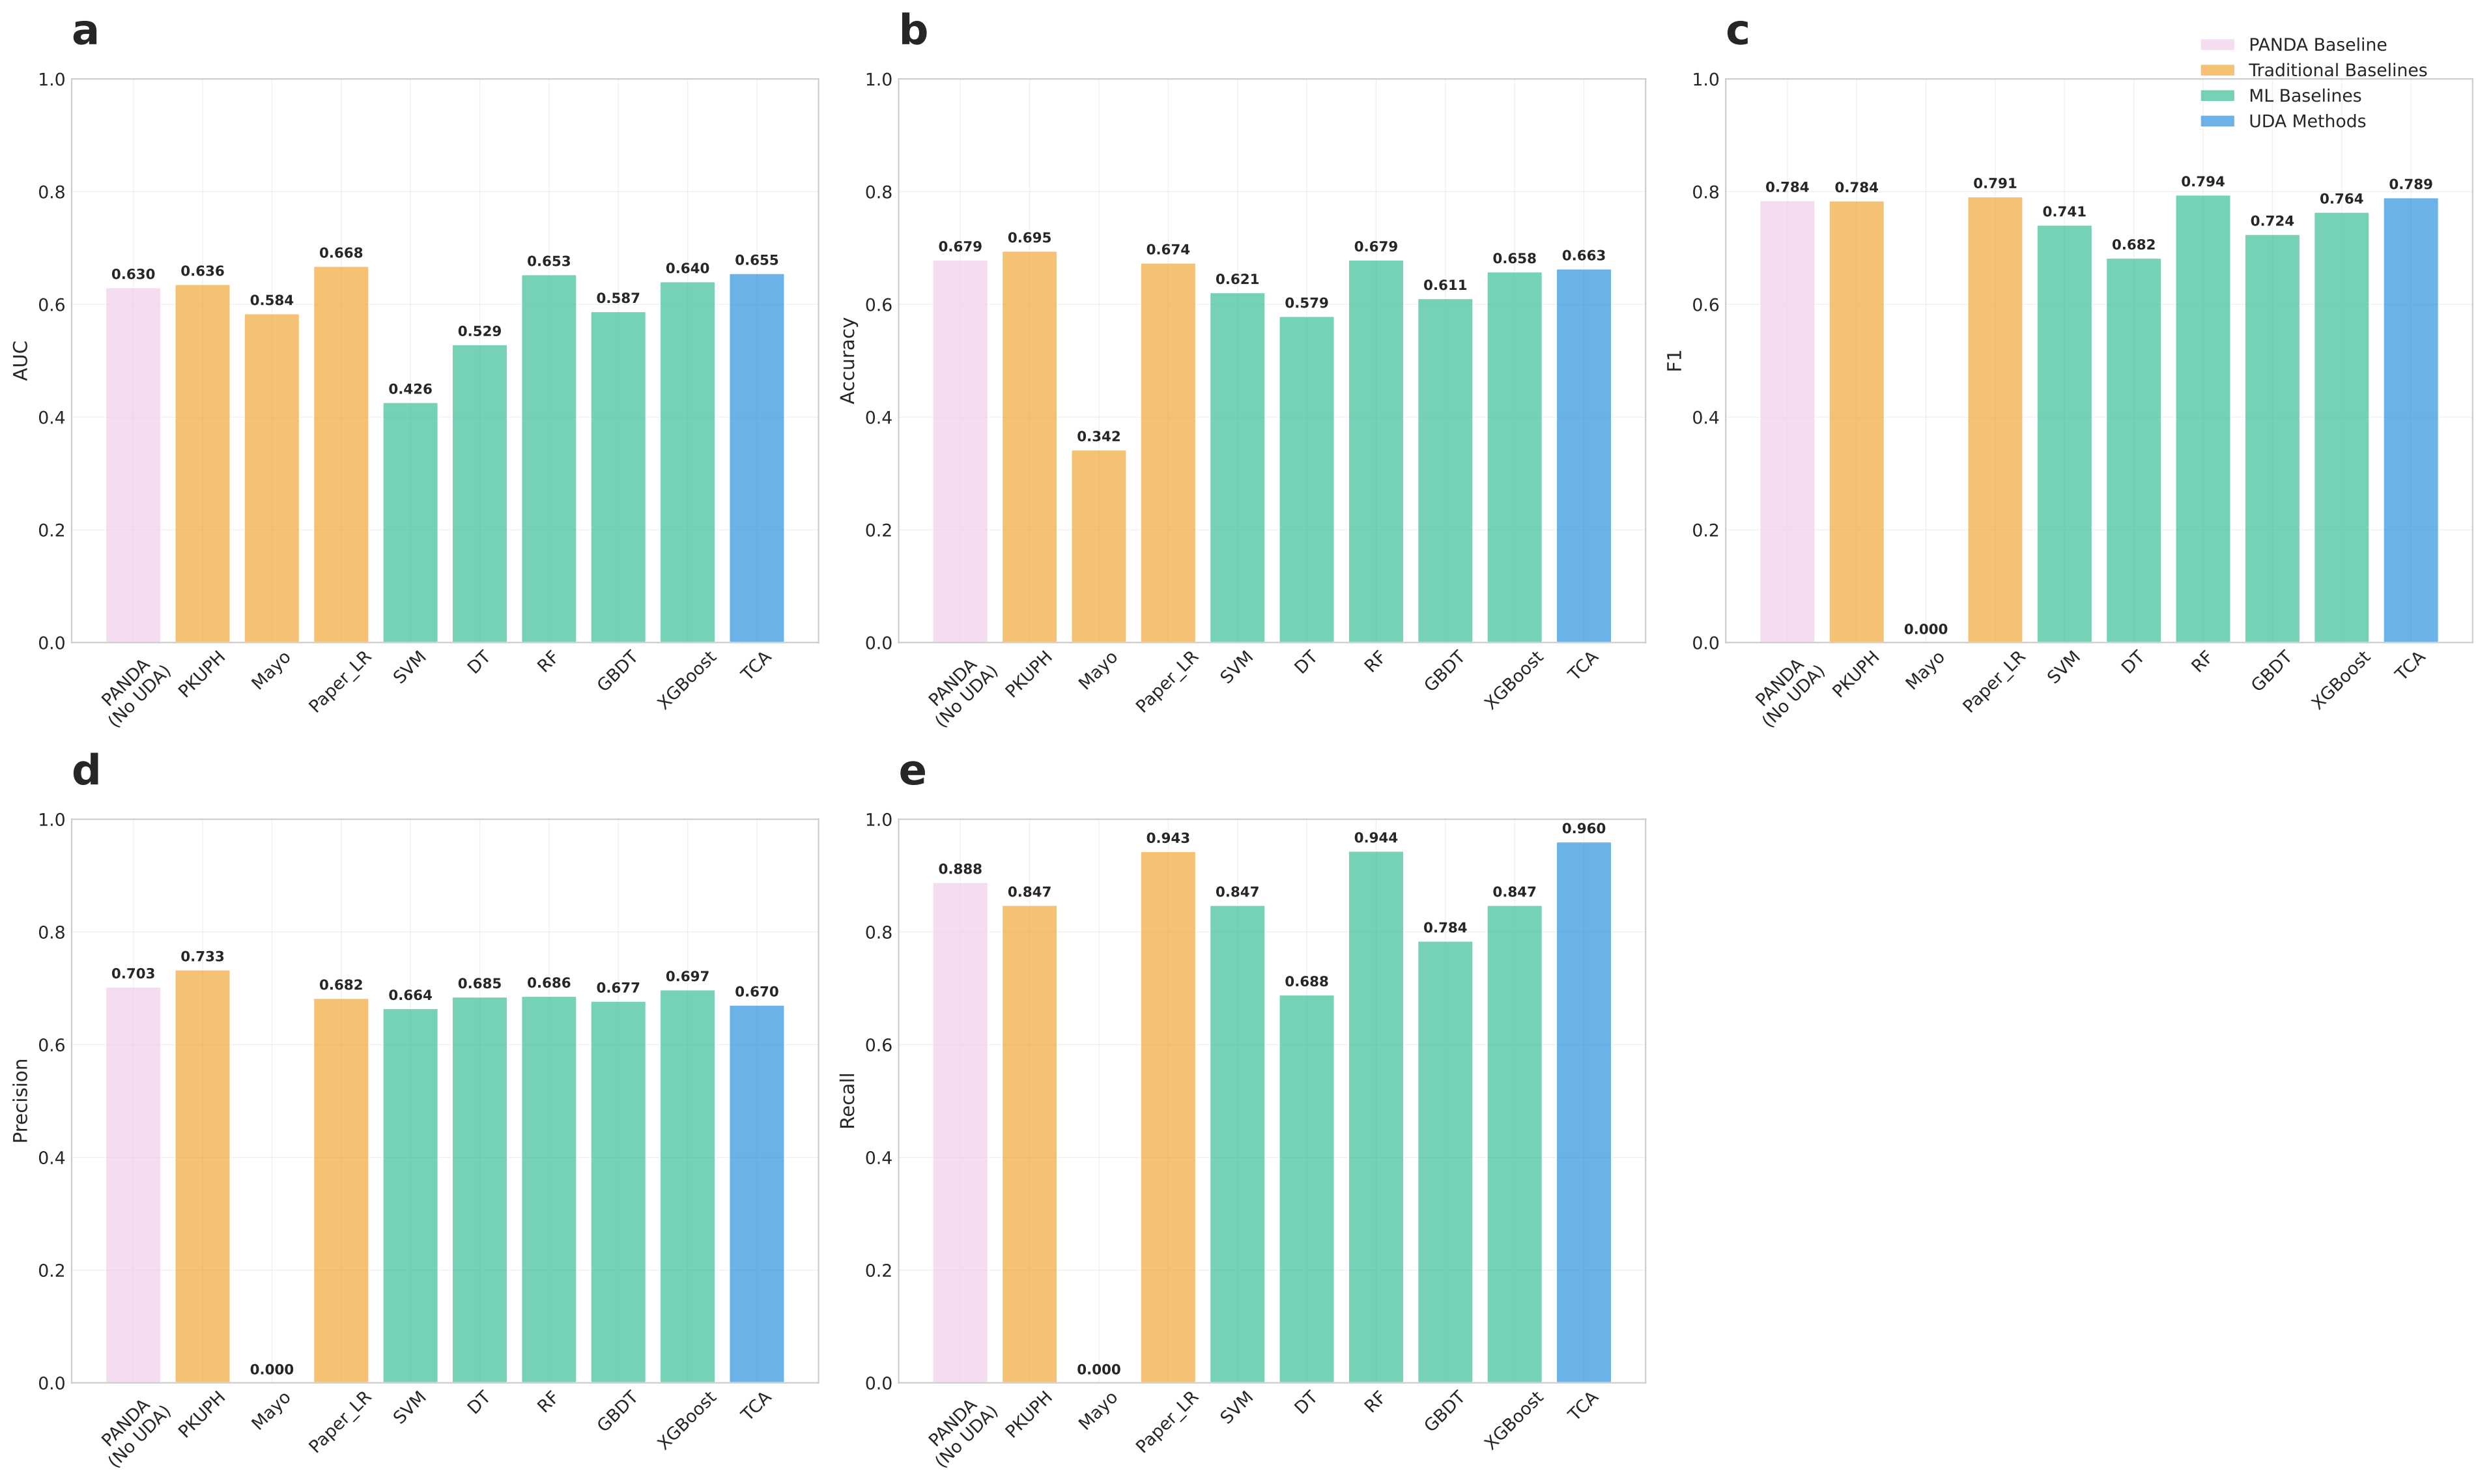 a
1.0
0.8
0.6
0.4
0.2
0.0
AUC
0.630
0.636
0.584
0.668
0.426
0.529
0.653
0.587
0.640
0.655
PANDA
(No UDA)
PKUPH
Mayo
Paper_LR
SVM
DT
RF
GBDT
XGBoost
TCA
b
1.0
0.8
0.6
0.4
0.2
0.0
Accuracy
0.679
0.695
0.342
0.674
0.621
0.579
0.679
0.611
0.658
0.663
PANDA
(No UDA)
PKUPH
Mayo
Paper_LR
SVM
DT
RF
GBDT
XGBoost
TCA
c
PANDA Baseline
Traditional Baselines
ML Baselines
UDA Methods
1.0
0.8
0.6
0.4
0.2
0.0
F1
0.784
0.784
0.000
0.791
0.741
0.682
0.794
0.724
0.764
0.789
PANDA
(No UDA)
PKUPH
Mayo
Paper_LR
SVM
DT
RF
GBDT
XGBoost
TCA
d
1.0
0.8
0.6
0.4
0.2
0.0
Precision
0.703
0.733
0.000
0.682
0.664
0.685
0.686
0.677
0.697
0.670
PANDA
(No UDA)
PKUPH
Mayo
Paper_LR
SVM
DT
RF
GBDT
XGBoost
TCA
e
1.0
0.8
0.6
0.4
0.2
0.0
Recall
0.888
0.847
0.000
0.943
0.847
0.688
0.944
0.784
0.847
0.960
PANDA
(No UDA)
PKUPH
Mayo
Paper_LR
SVM
DT
RF
GBDT
XGBoost
TCA